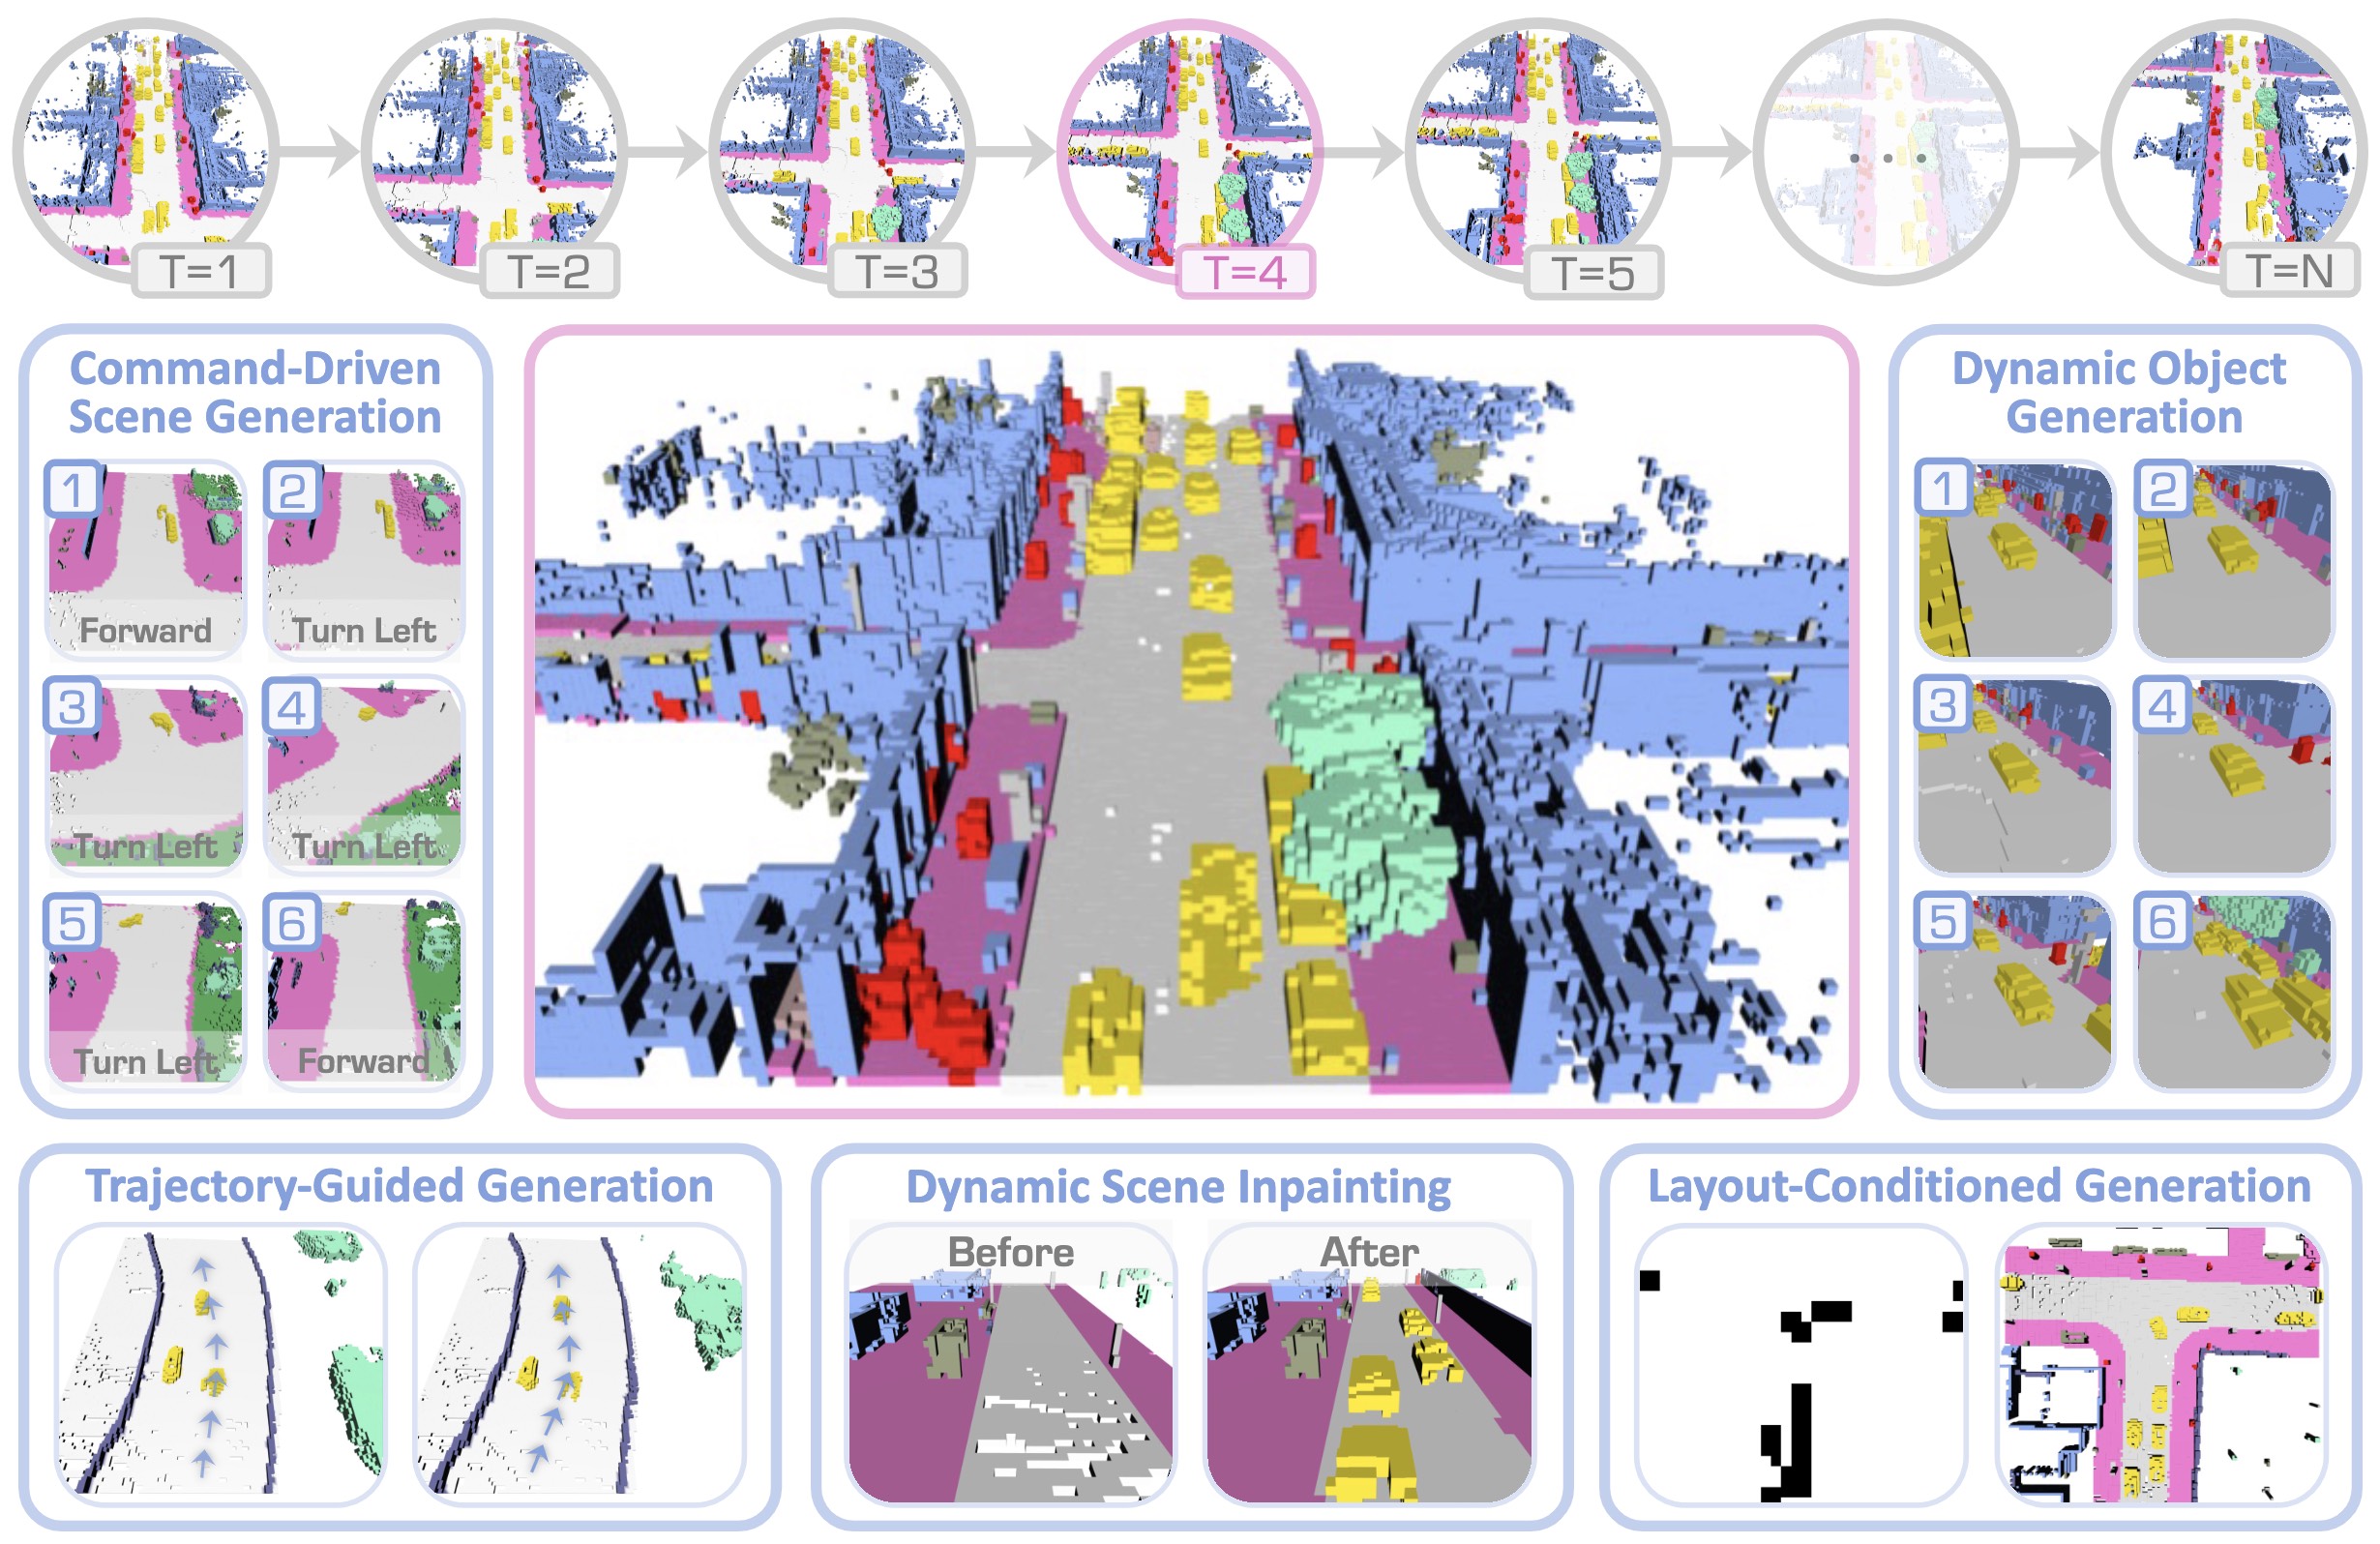 T=1
T=2
T=3
T=4
T=5
T=N
Command-Driven
Scene Generation
1
Forward
2
Turn Left
3
Turn Left
4
Turn Left
5
Turn Left
6
Forward
Dynamic Object
Generation
1
2
3
4
5
6
Trajectory-Guided Generation
Dynamic Scene Inpainting
Before
After
Layout-Conditioned Generation